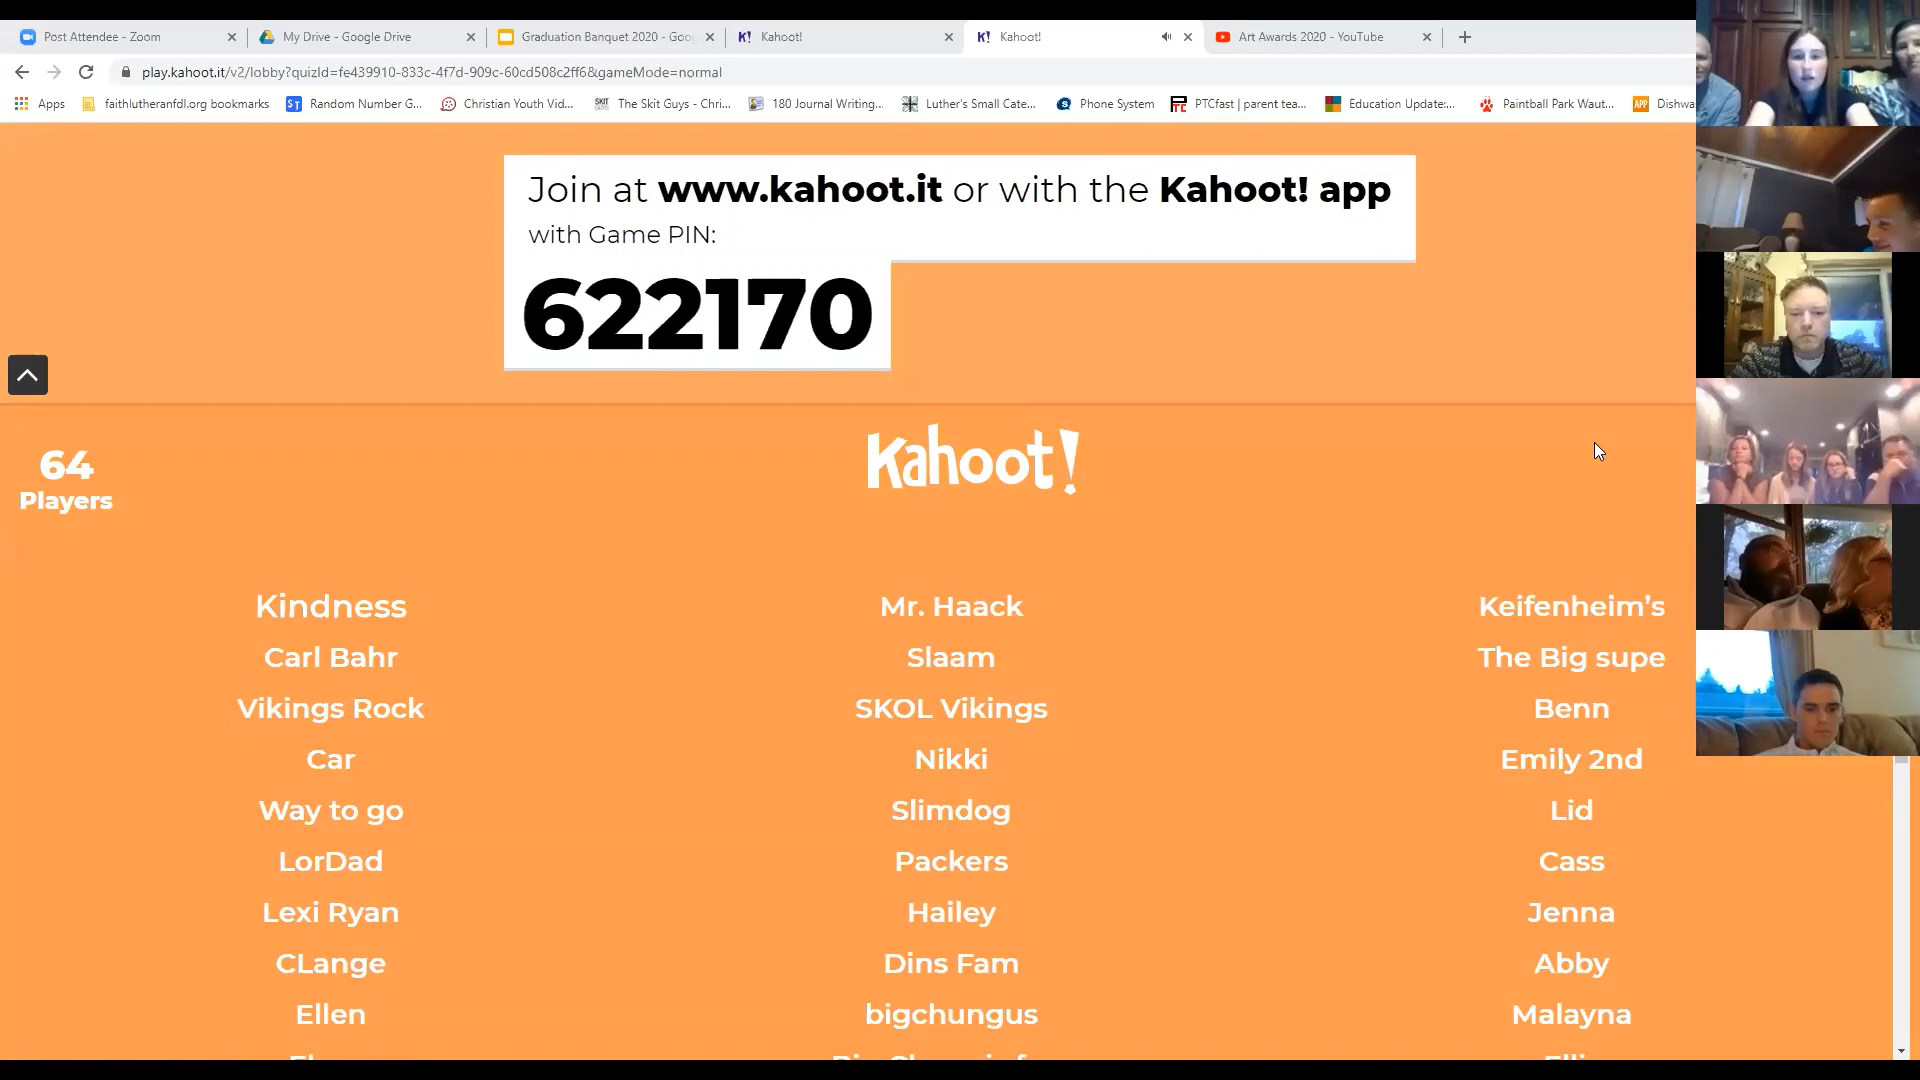 Post Attendee - Zoom
My Drive - Google Drive
Graduation Banquet 2020 - Goo
Kahoot!
Kahoot!
Art Awards 2020 - YouTube
play.kahoot.it/v2/lobby?quizId=fe439910-833c-4f7d-909c-60cd508c2ff6&gameMode=normal
Apps
faithlutheranfdl.org bookmarks
Random Number G...
Christian Youth Vid...
The Skit Guys - Chri...
180 Journal Writing...
Luther's Small Cate...
Phone System
PTCfast | parent tea...
Education Update:...
Paintball Park Waut...
Dishwa
Join at www.kahoot.it or with the Kahoot! app
with Game PIN:
622170
64
Players
Kahoot!
Kindness
Mr. Haack
Keifenheim’s
Carl Bahr
Slaam
The Big supe
Vikings Rock
SKOL Vikings
Benn
Car
Nikki
Emily 2nd
Way to go
Slimdog
Lid
LorDad
Packers
Cass
Lexi Ryan
Hailey
Jenna
CLange
Dins Fam
Abby
Ellen
bigchungus
Malayna